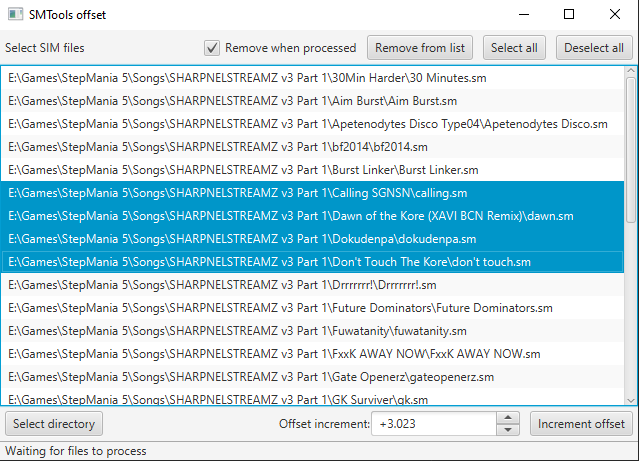 SMTools offset
Select SIM files
Remove when processed
Remove from list
Select all
Deselect all
E:\Games\StepMania 5\Songs\SHARPNELSTREAMZ v3 Part 1\30Min Harder\30 Minutes.sm
E:\Games\StepMania 5\Songs\SHARPNELSTREAMZ v3 Part 1\Aim Burst\Aim Burst.sm
E:\Games\StepMania 5\Songs\SHARPNELSTREAMZ v3 Part 1\Apetenodytes Disco Type04\Apetenodytes Disco.sm
E:\Games\StepMania 5\Songs\SHARPNELSTREAMZ v3 Part 1\bf2014\bf2014.sm
E:\Games\StepMania 5\Songs\SHARPNELSTREAMZ v3 Part 1\Burst Linker\Burst Linker.sm
E:\Games\StepMania 5\Songs\SHARPNELSTREAMZ v3 Part 1\Calling SGNSN\calling.sm
E:\Games\StepMania 5\Songs\SHARPNELSTREAMZ v3 Part 1\Dawn of the Kore (XAVI BCN Remix)\dawn.sm
E:\Games\StepMania 5\Songs\SHARPNELSTREAMZ v3 Part 1\Dokudenpa\dokudenpa.sm
E:\Games\StepMania 5\Songs\SHARPNELSTREAMZ v3 Part 1\Don't Touch The Kore\don't touch.sm
E:\Games\StepMania 5\Songs\SHARPNELSTREAMZ v3 Part 1\Drrrrrrr!\Drrrrrrr!.sm
E:\Games\StepMania 5\Songs\SHARPNELSTREAMZ v3 Part 1\Future Dominators\Future Dominators.sm
E:\Games\StepMania 5\Songs\SHARPNELSTREAMZ v3 Part 1\Fuwatanity\fuwatanity.sm
E:\Games\StepMania 5\Songs\SHARPNELSTREAMZ v3 Part 1\FxxK AWAY NOW\FxxK AWAY NOW.sm
E:\Games\StepMania 5\Songs\SHARPNELSTREAMZ v3 Part 1\Gate Openerz\gateopenerz.sm
E:\Games\StepMania 5\Songs\SHARPNELSTREAMZ v3 Part 1\GK Surviver\gk.sm
Select directory
Offset increment:
+3.023
Increment offset
Waiting for files to process